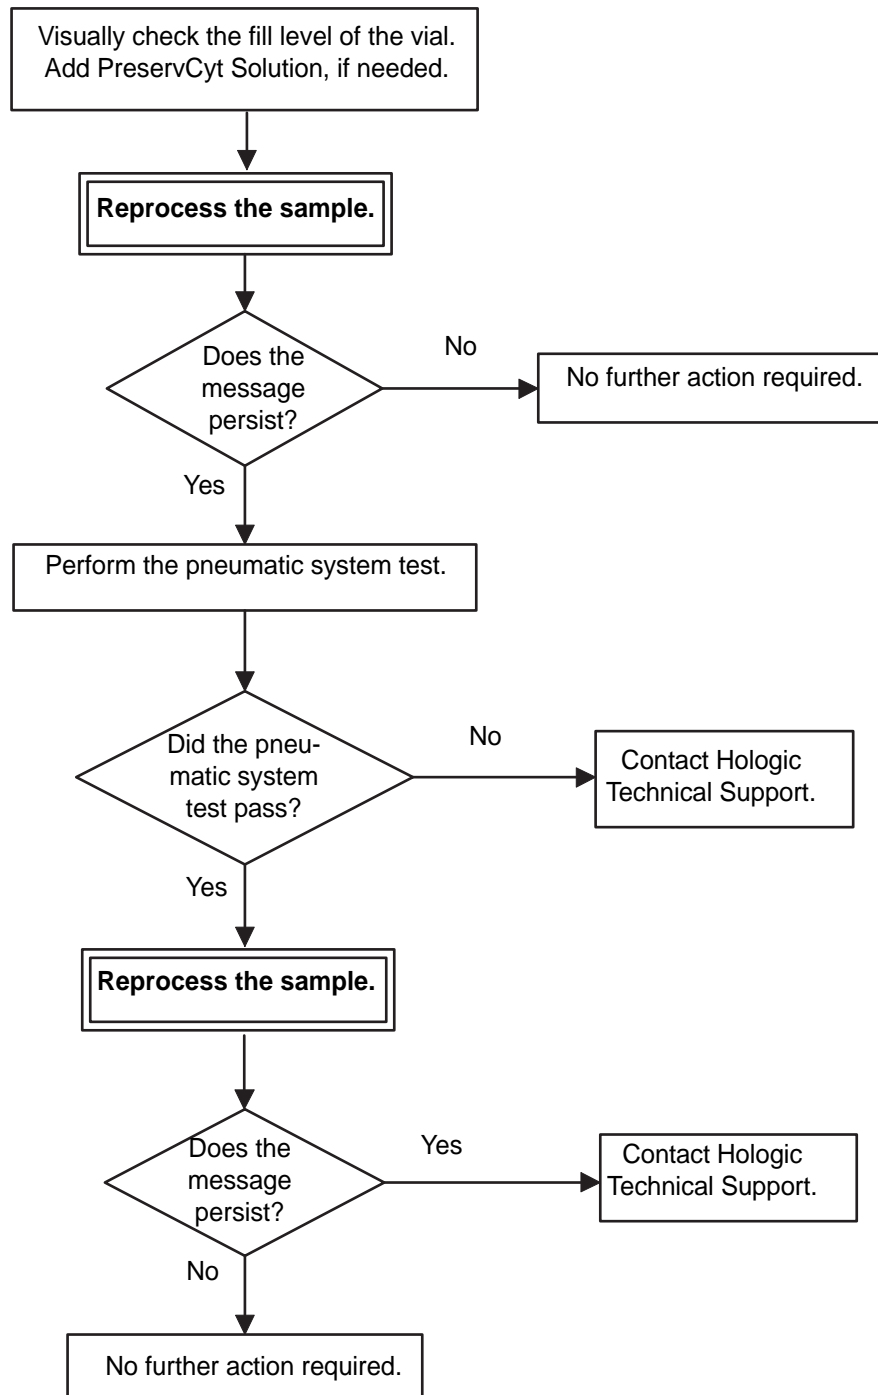 Visually check the fill level of the vial.
Add PreservCyt Solution, if needed.
Reprocess the sample.
Does the
message
persist?
No
No further action required.
Yes
Perform the pneumatic system test.
Did the pneu-
matic system
test pass?
No
Contact Hologic
Technical Support.
Yes
Reprocess the sample.
Does the
message
persist?
Yes
Contact Hologic
Technical Support.
No
No further action required.